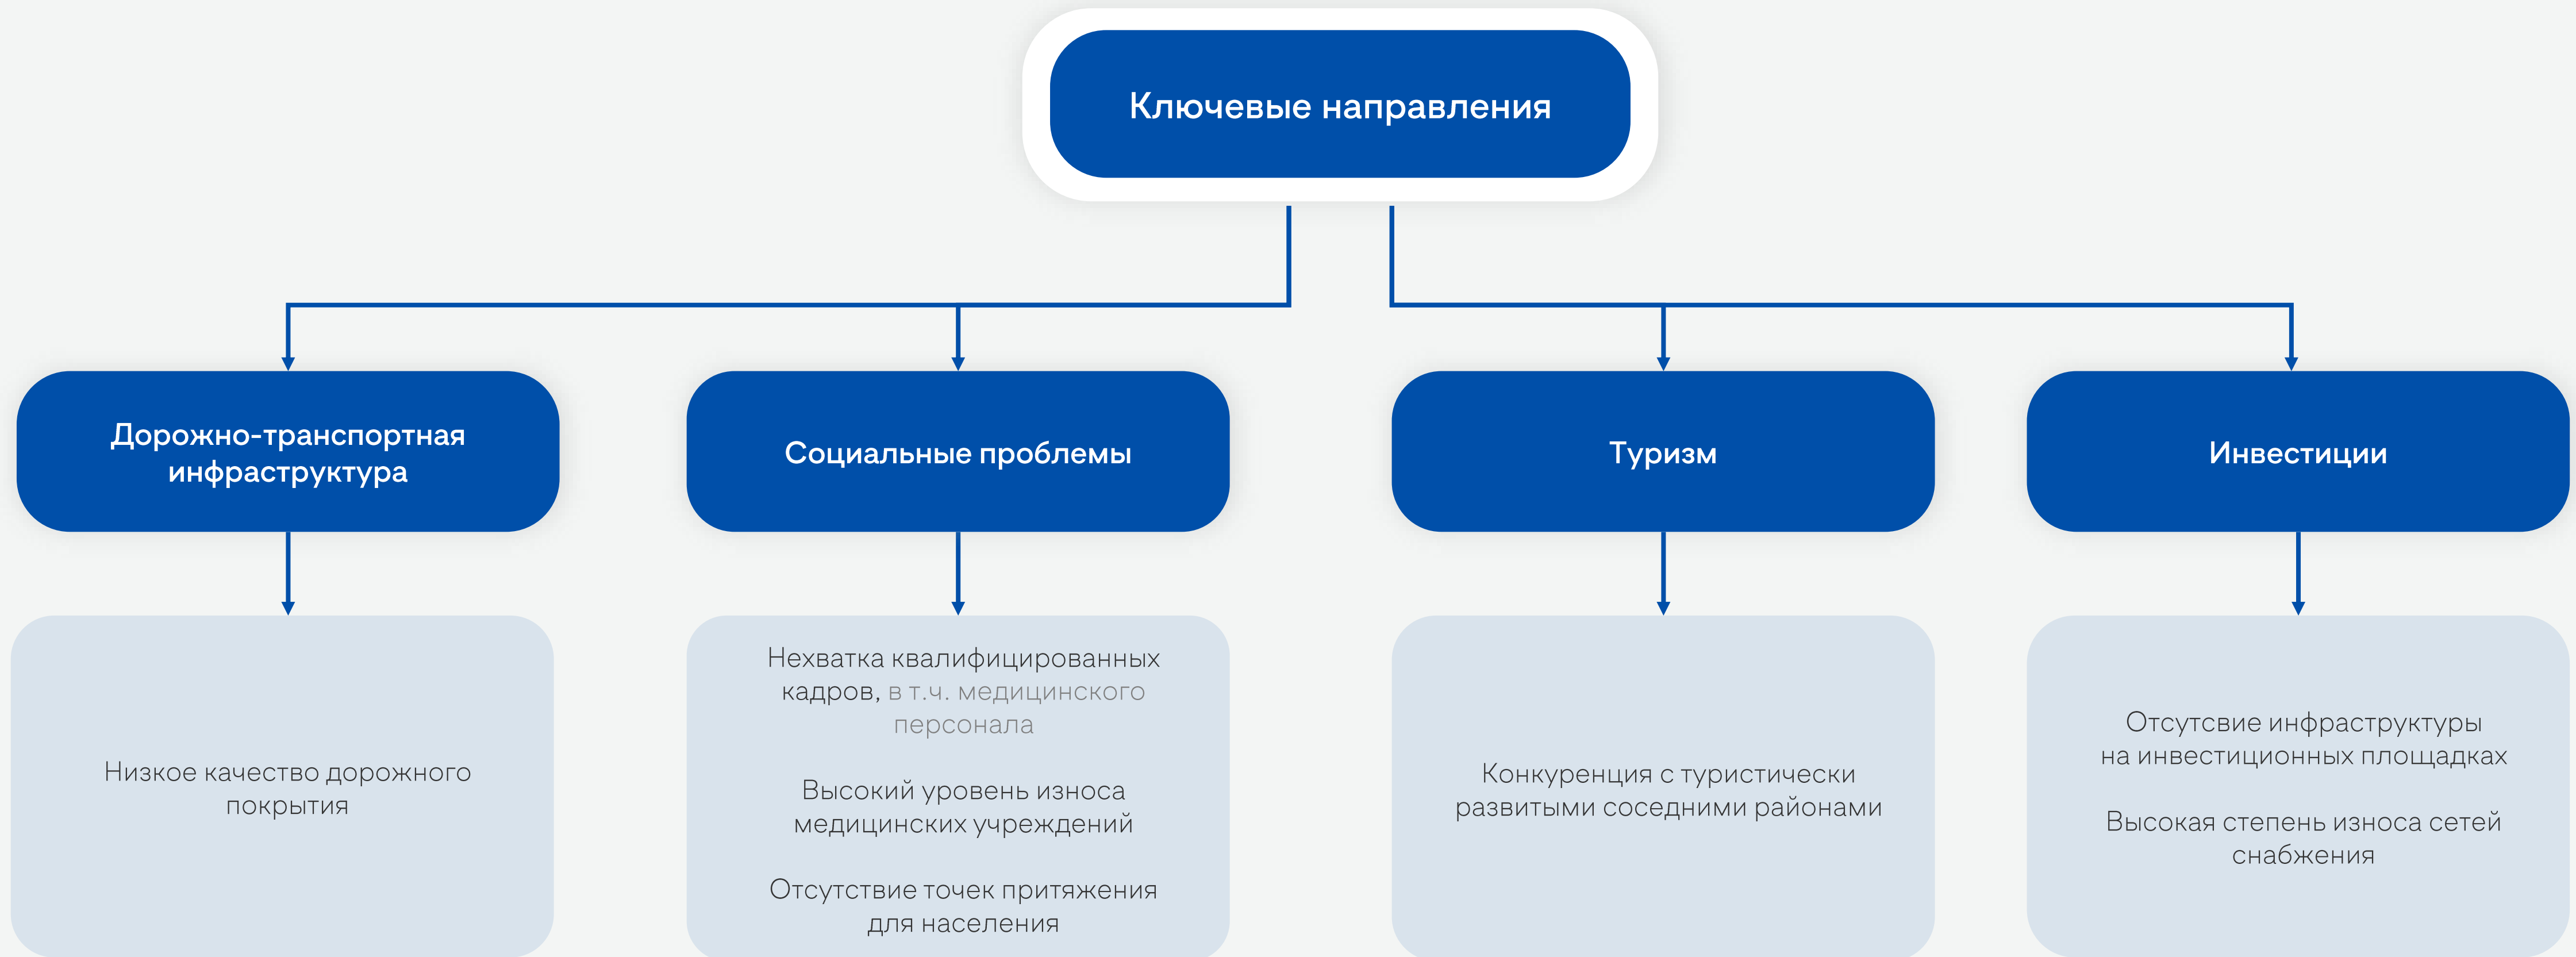 Ключевые направления
Дорожно-транспортная
инфраструктура
Социальные проблемы
Туризм
Инвестиции
Низкое качество дорожного
покрытия
Нехватка квалифицированных
кадров, в т.ч. медицинского
персонала
Высокий уровень износа
медицинских учреждений
Отсутствие точек притяжения
для населения
Конкуренция с туристически
развитыми соседними районами
Отсутсвие инфраструктуры
на инвестиционных площадках
Высокая степень износа сетей
снабжения